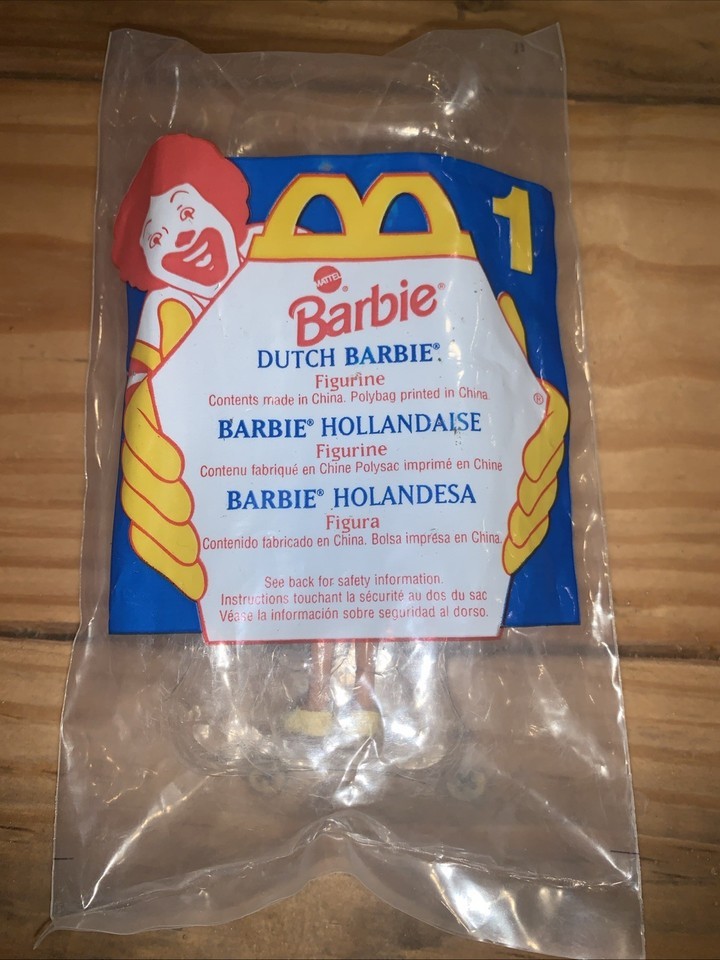 1
MATTEL
Barbie®
DUTCH BARBIE®
Figurine
Contents made in China. Polybag printed in China.
®
BARBIE® HOLLANDAISE
Figurine
Contenu fabriqué en Chine Polysac imprimé en Chine
BARBIE® HOLANDESA
Figura
Contenido fabricado en China. Bolsa impresa en China.
See back for safety information.
Instructions touchant la sécurité au dos du sac
Véase la información sobre seguridad al dorso.